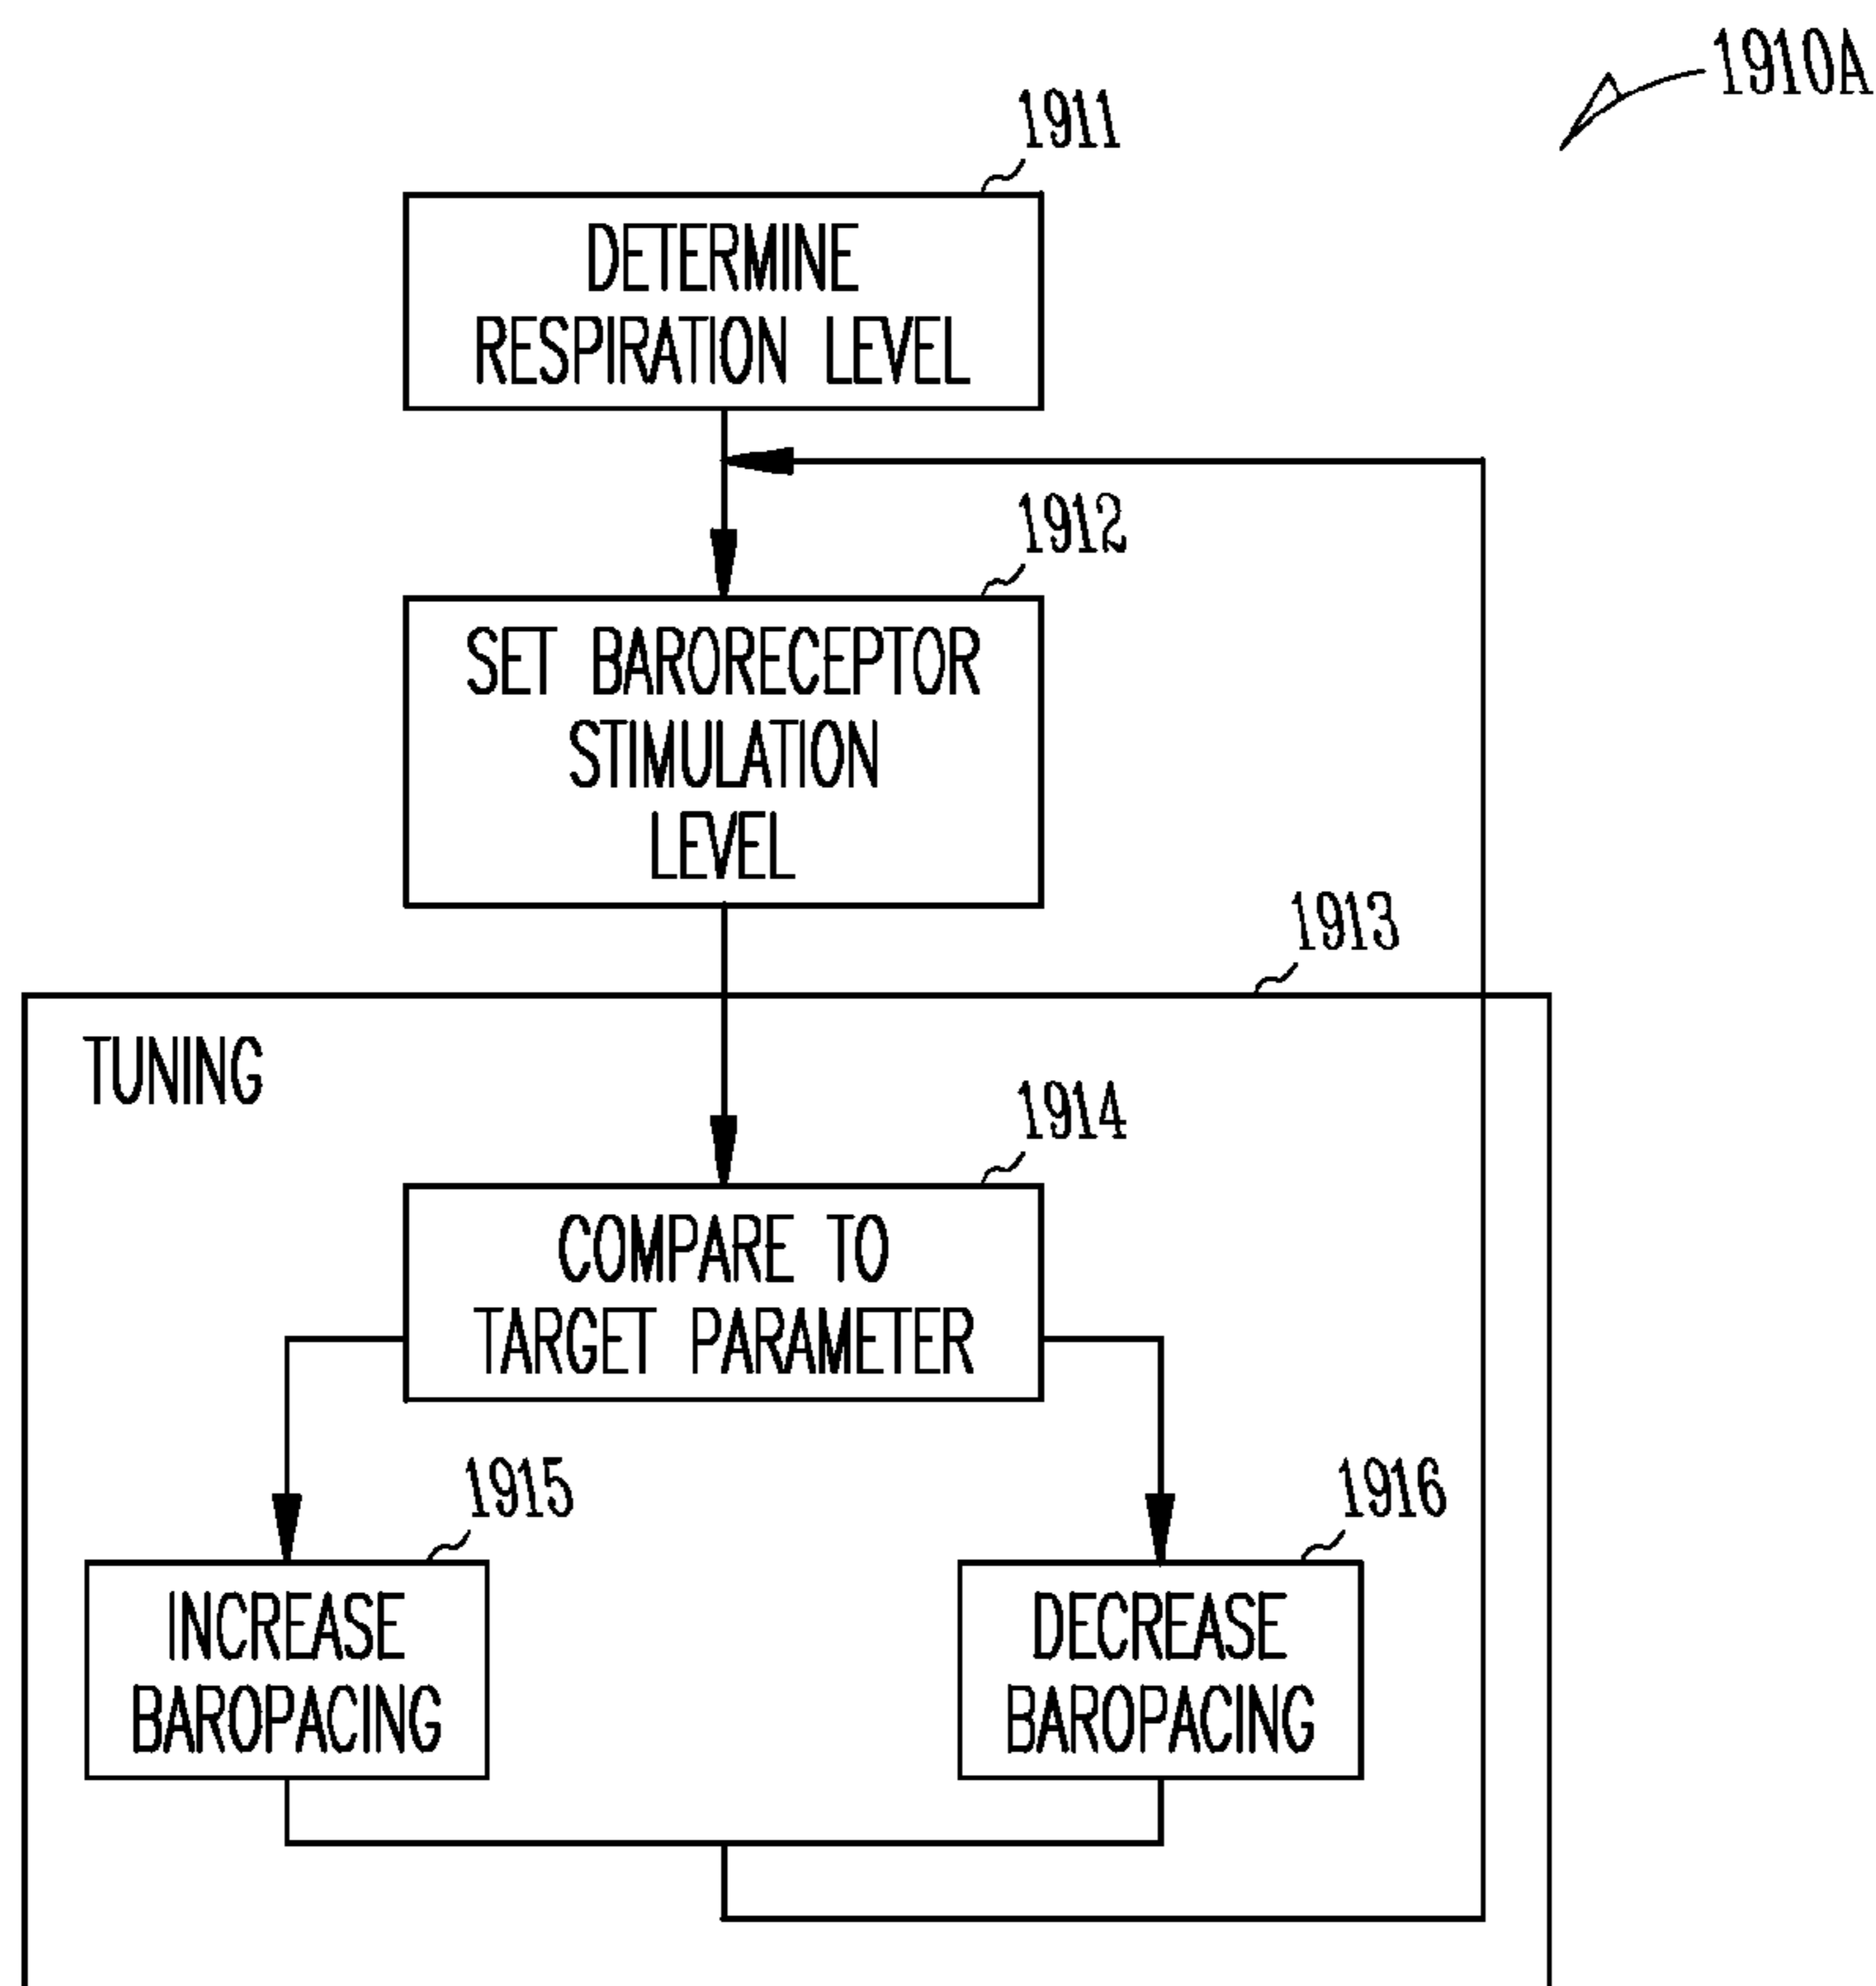 1910A
1911
DETERMINE
RESPIRATION LEVEL
1912
SET BARORECEPTOR
STIMULATION
LEVEL
1913
TUNING
1914
COMPARE TO
TARGET PARAMETER
1915
INCREASE
BAROPACING
1916
DECREASE
BAROPACING